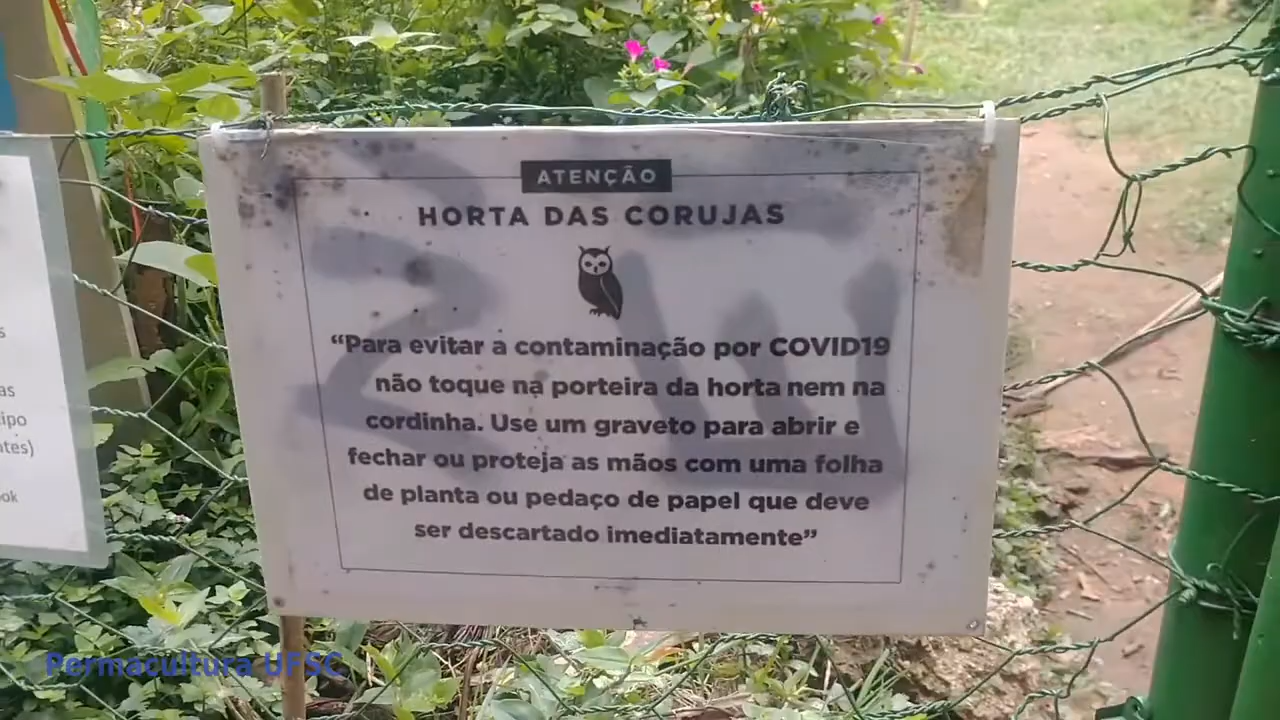 ATENÇÃO
HORTA DAS CORUJAS
“Para evitar a contaminação por COVID19
não toque na porteira da horta nem na
cordinha. Use um graveto para abrir e
fechar ou proteja as mãos com uma folha
de planta ou pedaço de papel que deve
ser descartado imediatamente”
Permacultura UFSC